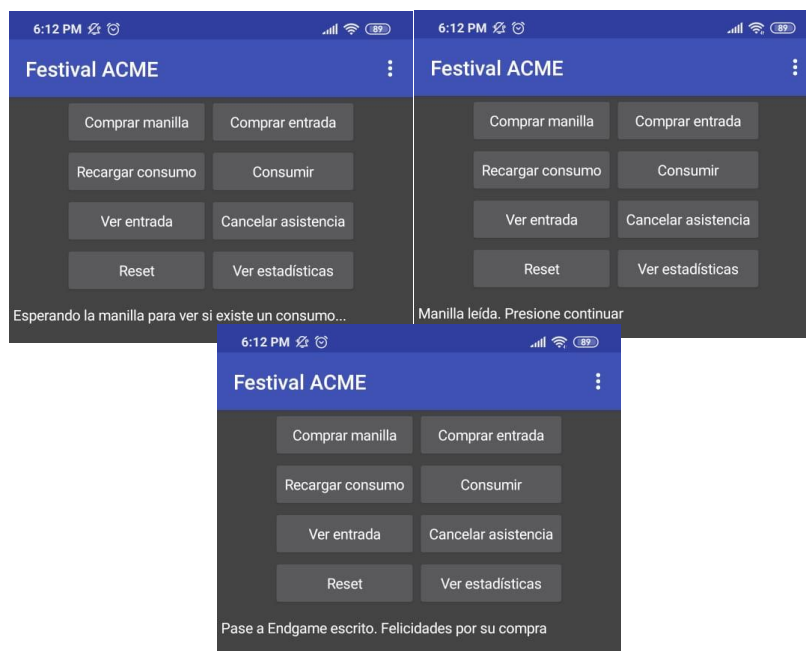 6:12 PM 89
Festival ACME
Comprar manilla Comprar entrada
Recargar consumo Consumir
Ver entrada Cancelar asistencia
Reset Ver estadísticas
Esperando la manilla para ver si existe un consumo...
6:12 PM 89
Festival ACME
Comprar manilla Comprar entrada
Recargar consumo Consumir
Ver entrada Cancelar asistencia
Reset Ver estadísticas
Manilla leída. Presione continuar
6:12 PM 89
Festival ACME
Comprar manilla Comprar entrada
Recargar consumo Consumir
Ver entrada Cancelar asistencia
Reset Ver estadísticas
Pase a Endgame escrito. Felicidades por su compra